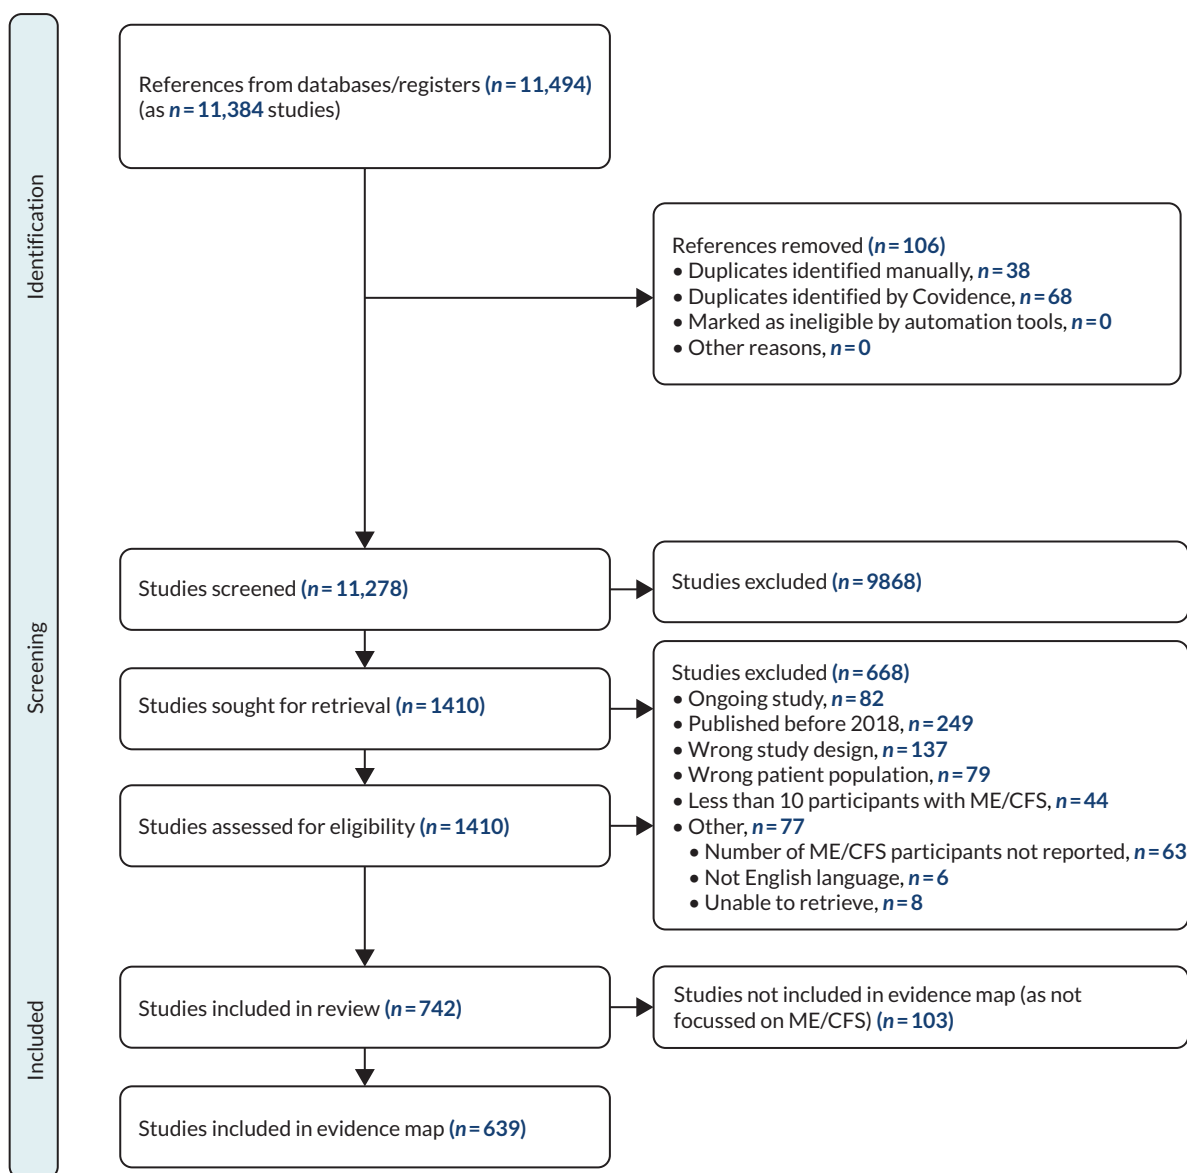 Identification
References from databases/registers (n=11,494)
(as n=11,384 studies)
References removed (n=106)
• Duplicates identified manually, n=38
• Duplicates identified by Covidence, n=68
• Marked as ineligible by automation tools, n=0
• Other reasons, n=0
Screening
Studies screened (n=11,278)
Studies excluded (n=9868)
Studies sought for retrieval (n=1410)
Studies excluded (n=668)
• Ongoing study, n=82
• Published before 2018, n=249
• Wrong study design, n=137
• Wrong patient population, n=79
• Less than 10 participants with ME/CFS, n=44
• Other, n=77
• Number of ME/CFS participants not reported, n=63
• Not English language, n=6
• Unable to retrieve, n=8
Studies assessed for eligibility (n=1410)
Included
Studies included in review (n=742)
Studies not included in evidence map (as not
focussed on ME/CFS) (n=103)
Studies included in evidence map (n=639)